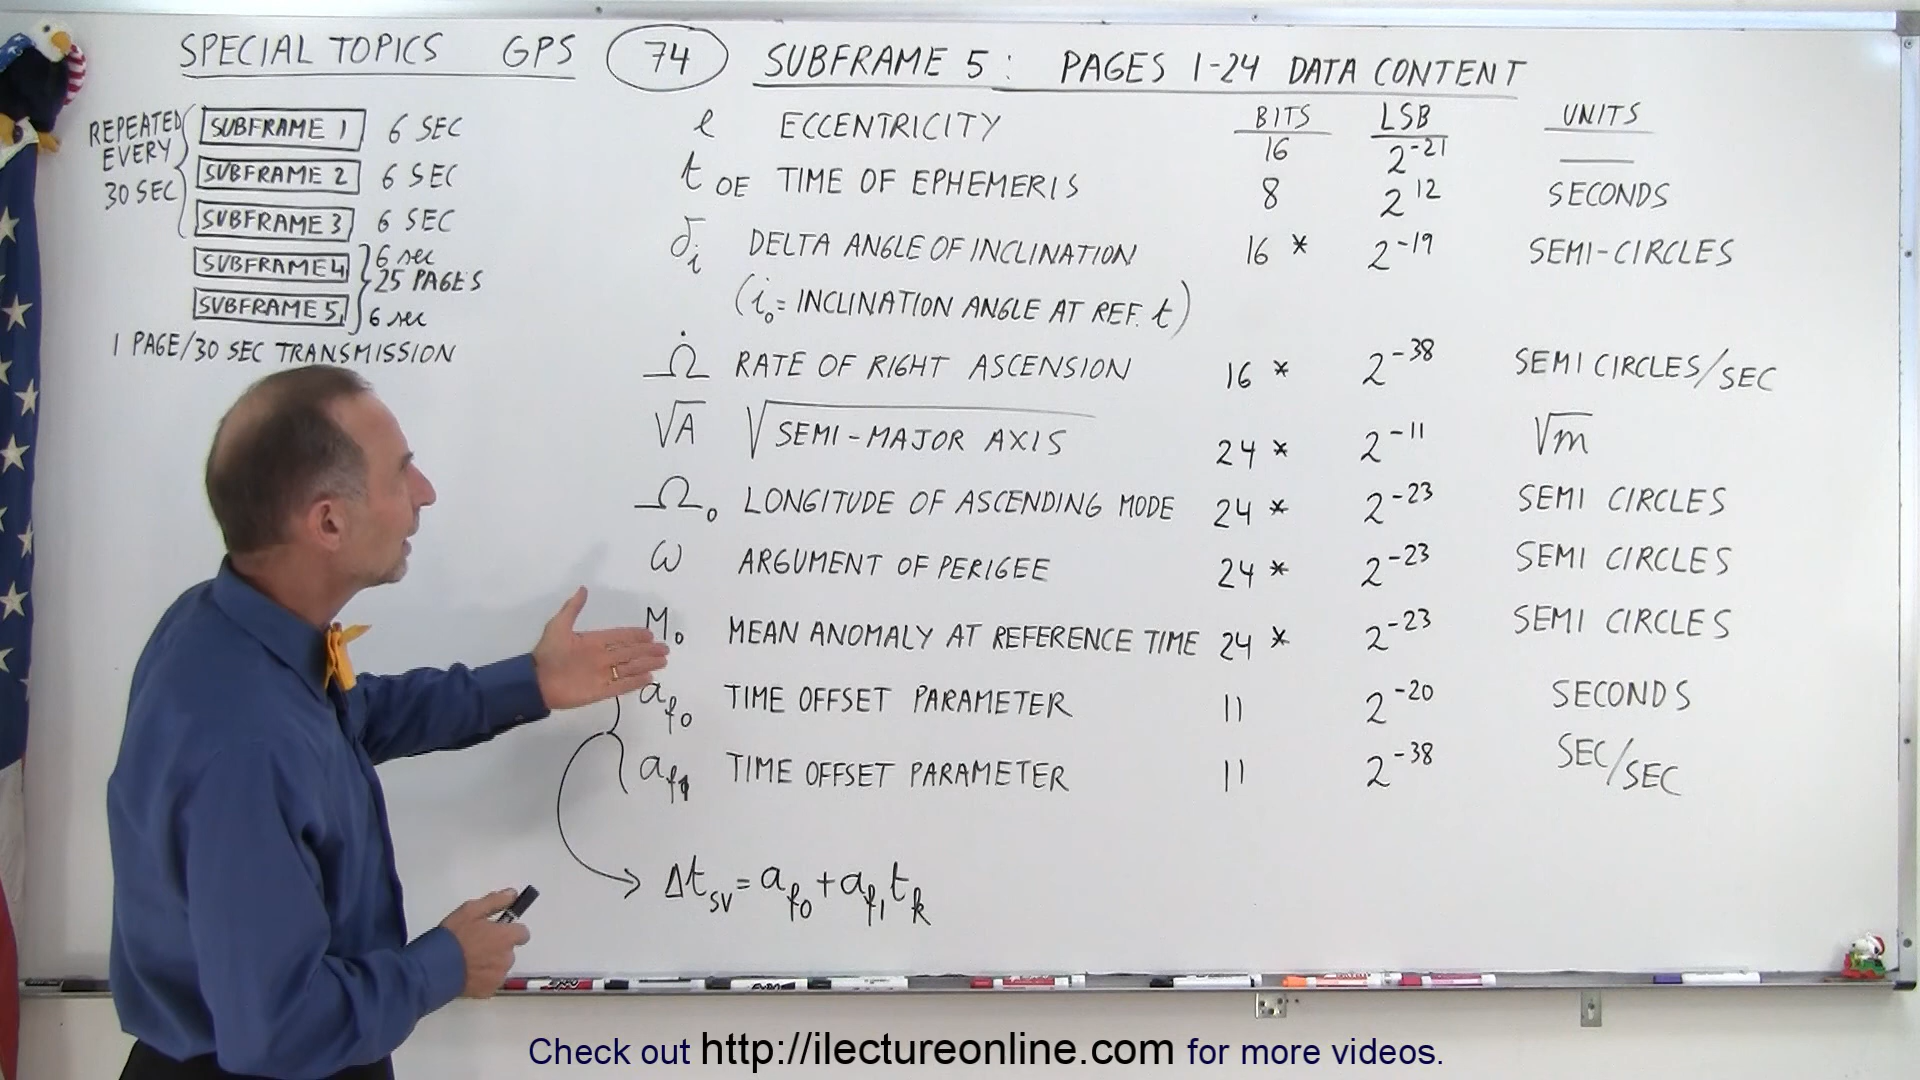 SPECIAL TOPICS GPS 74 SUBFRAME 5: PAGES 1-24 DATA CONTENT
REPEATED EVERY 30 SEC
SUBFRAME 1 6 SEC
SUBFRAME 2 6 SEC
SUBFRAME 3 6 SEC
SUBFRAME 4 6 sec
25 PAGES
SUBFRAME 5 6 sec
1 PAGE/30 SEC TRANSMISSION
BITS LSB UNITS
e ECCENTRICITY 16 2^-21 —
t_OE TIME OF EPHEMERIS 8 2^12 SECONDS
δ_i DELTA ANGLE OF INCLINATION 16 * 2^-19 SEMI-CIRCLES
(i_0 = INCLINATION ANGLE AT REF. t)
Ω̇ RATE OF RIGHT ASCENSION 16 * 2^-38 SEMI CIRCLES/SEC
√A √SEMI-MAJOR AXIS 24 * 2^-11 √m
Ω_0 LONGITUDE OF ASCENDING MODE 24 * 2^-23 SEMI CIRCLES
ω ARGUMENT OF PERIGEE 24 * 2^-23 SEMI CIRCLES
M_0 MEAN ANOMALY AT REFERENCE TIME 24 * 2^-23 SEMI CIRCLES
a_f0 TIME OFFSET PARAMETER 11 2^-20 SECONDS
a_f1 TIME OFFSET PARAMETER 11 2^-38 SEC/SEC
Δt_SV = a_f0 + a_f1 t_k
EXPO
Check out http://ilectureonline.com for more videos.